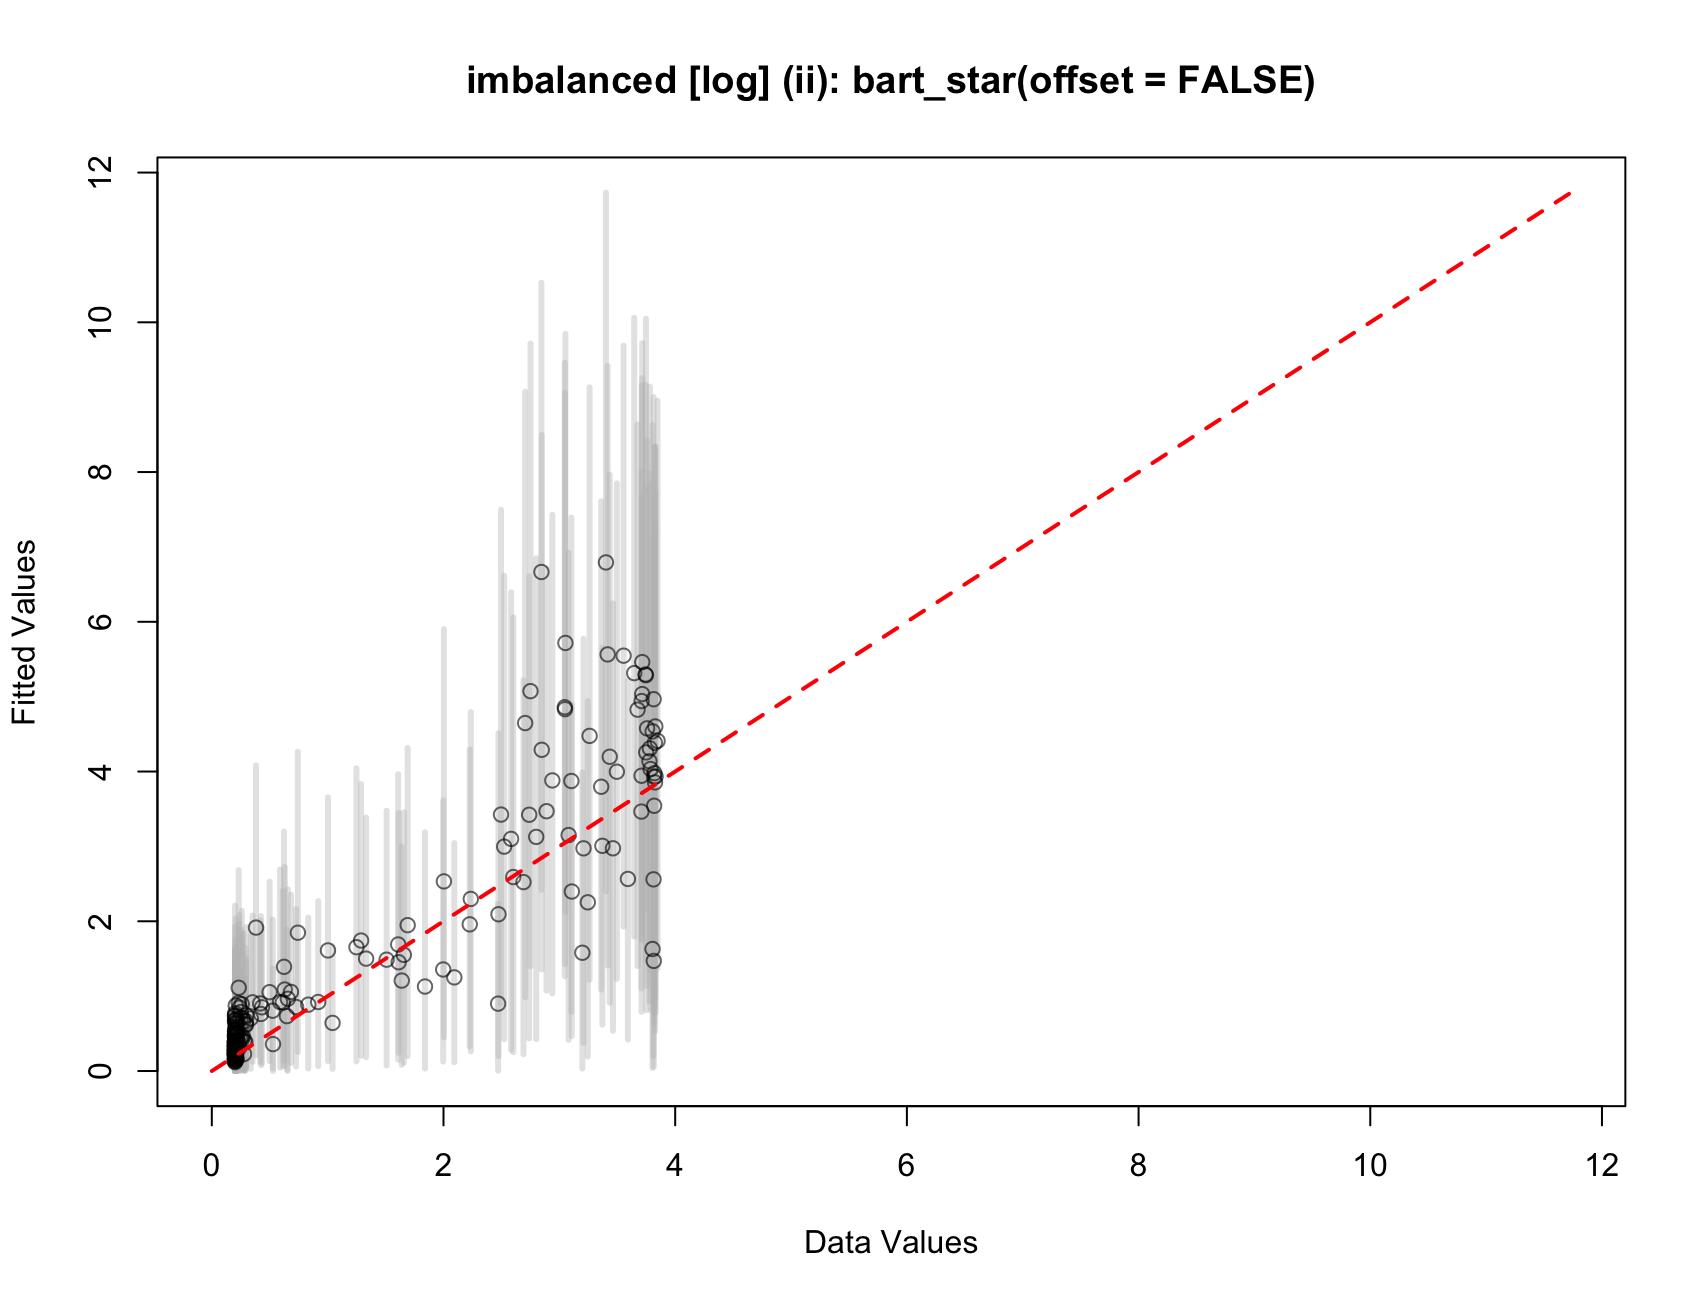 imbalanced [log] (ii): bart_star(offset = FALSE)
12
10
8
6
4
2
0
Fitted Values
0 2 4 6 8 10 12
Data Values